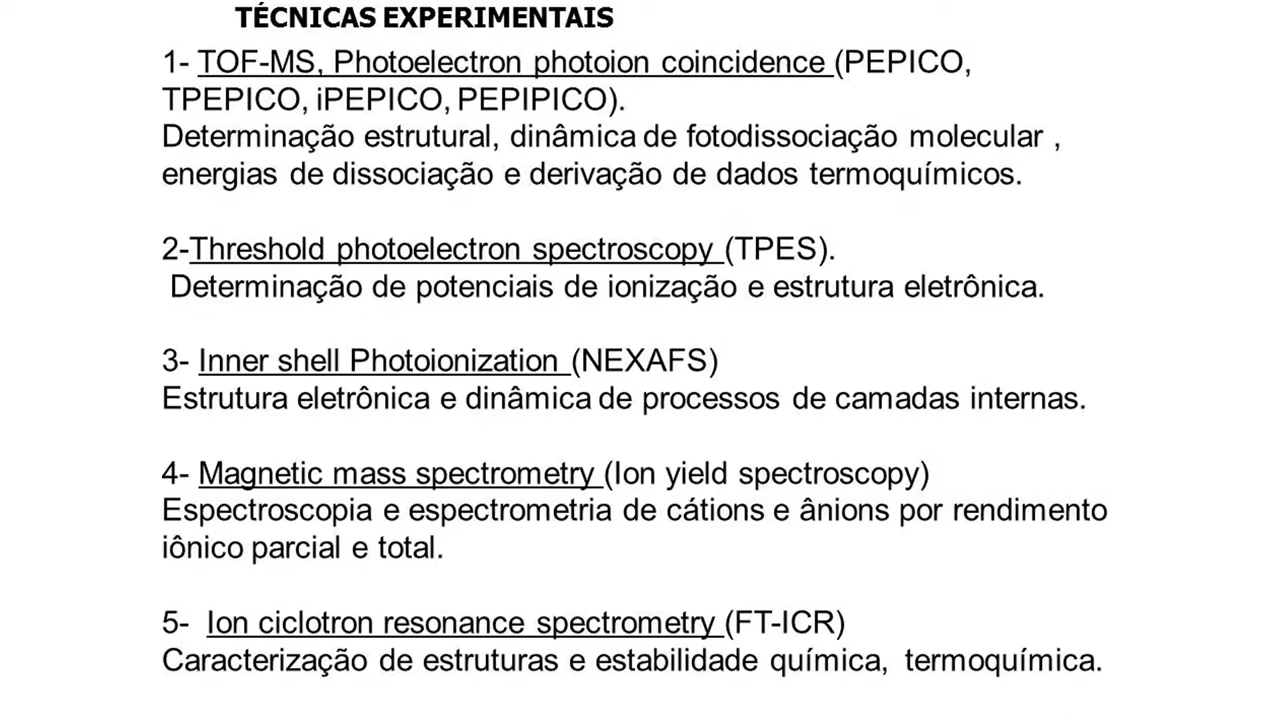 TÉCNICAS EXPERIMENTAIS
1- TOF-MS, Photoelectron photoion coincidence (PEPICO,
TPEPICO, iPEPICO, PEPIPICO).
Determinação estrutural, dinâmica de fotodissociação molecular ,
energias de dissociação e derivação de dados termoquímicos.
2-Threshold photoelectron spectroscopy (TPES).
Determinação de potenciais de ionização e estrutura eletrônica.
3- Inner shell Photoionization (NEXAFS)
Estrutura eletrônica e dinâmica de processos de camadas internas.
4- Magnetic mass spectrometry (Ion yield spectroscopy)
Espectroscopia e espectrometria de cátions e ânions por rendimento
iônico parcial e total.
5- Ion ciclotron resonance spectrometry (FT-ICR)
Caracterização de estruturas e estabilidade química, termoquímica.